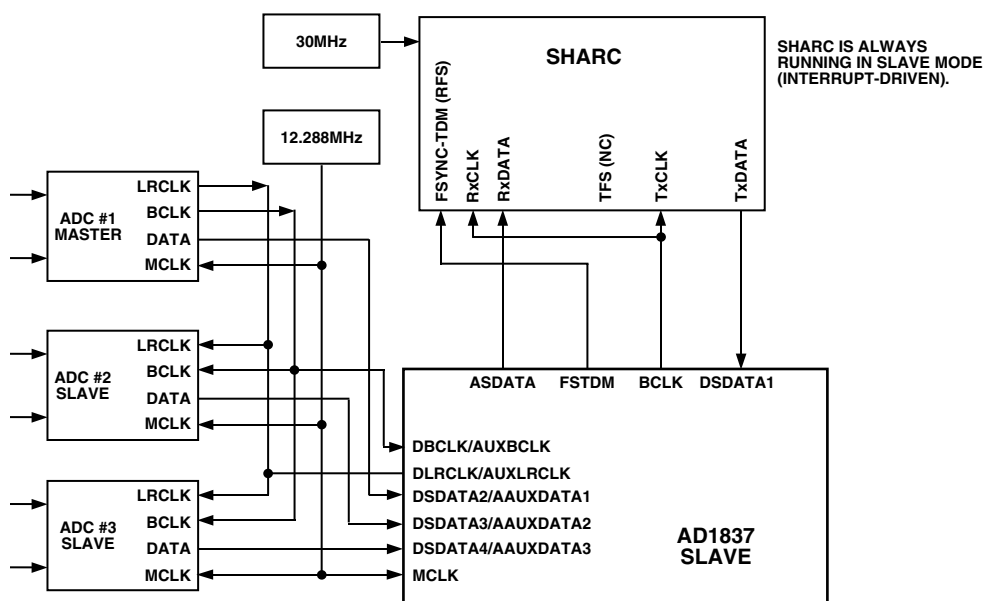 30MHz
SHARC
SHARC IS ALWAYS
RUNNING IN SLAVE MODE
(INTERRUPT-DRIVEN).
12.288MHz
FSYNC-TDM (RFS)
RxCLK
RxDATA
TFS (NC)
TxCLK
TxDATA
ADC #1
MASTER
LRCLK
BCLK
DATA
MCLK
ADC #2
SLAVE
LRCLK
BCLK
DATA
MCLK
ADC #3
SLAVE
LRCLK
BCLK
DATA
MCLK
ASDATA
FSTDM
BCLK
DSDATA1
DBCLK/AUXBCLK
DLRCLK/AUXLRCLK
DSDATA2/AAUXDATA1
DSDATA3/AAUXDATA2
DSDATA4/AAUXDATA3
MCLK
AD1837
SLAVE